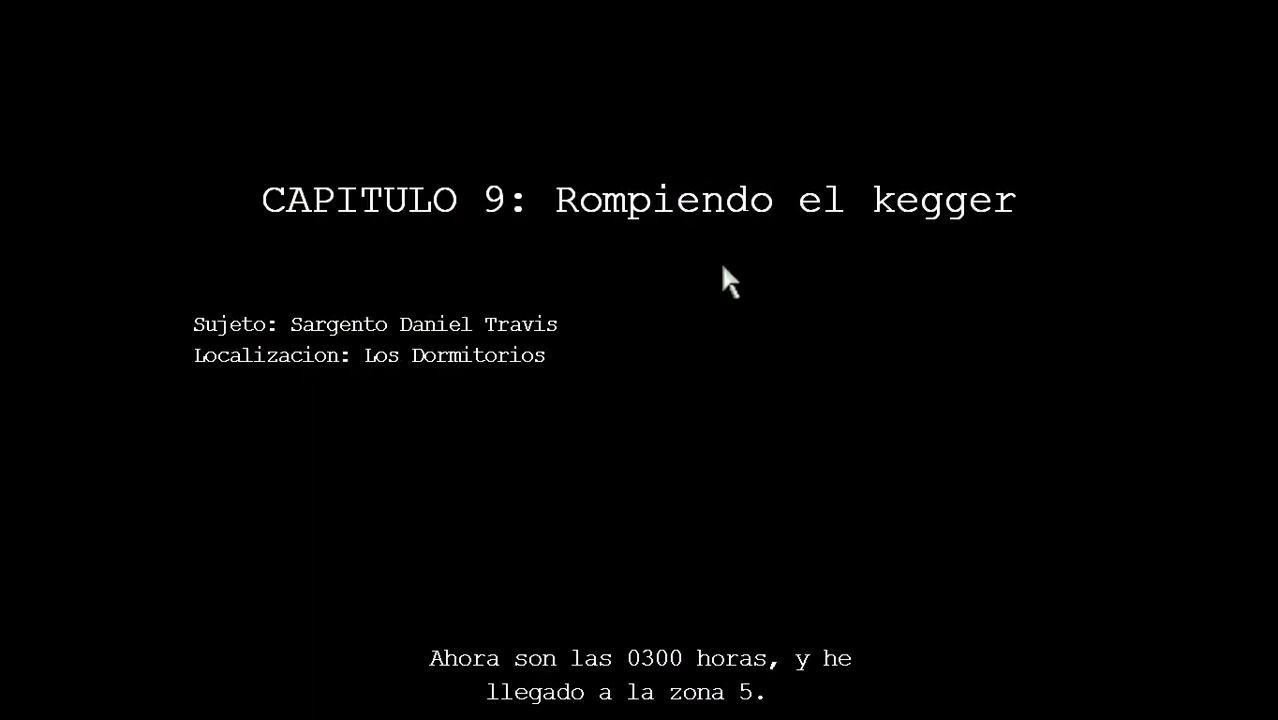 CAPITULO 9: Rompiendo el kegger
Sujeto: Sargento Daniel Travis
Localizacion: Los Dormitorios
Ahora son las 0300 horas, y he
llegado a la zona 5.